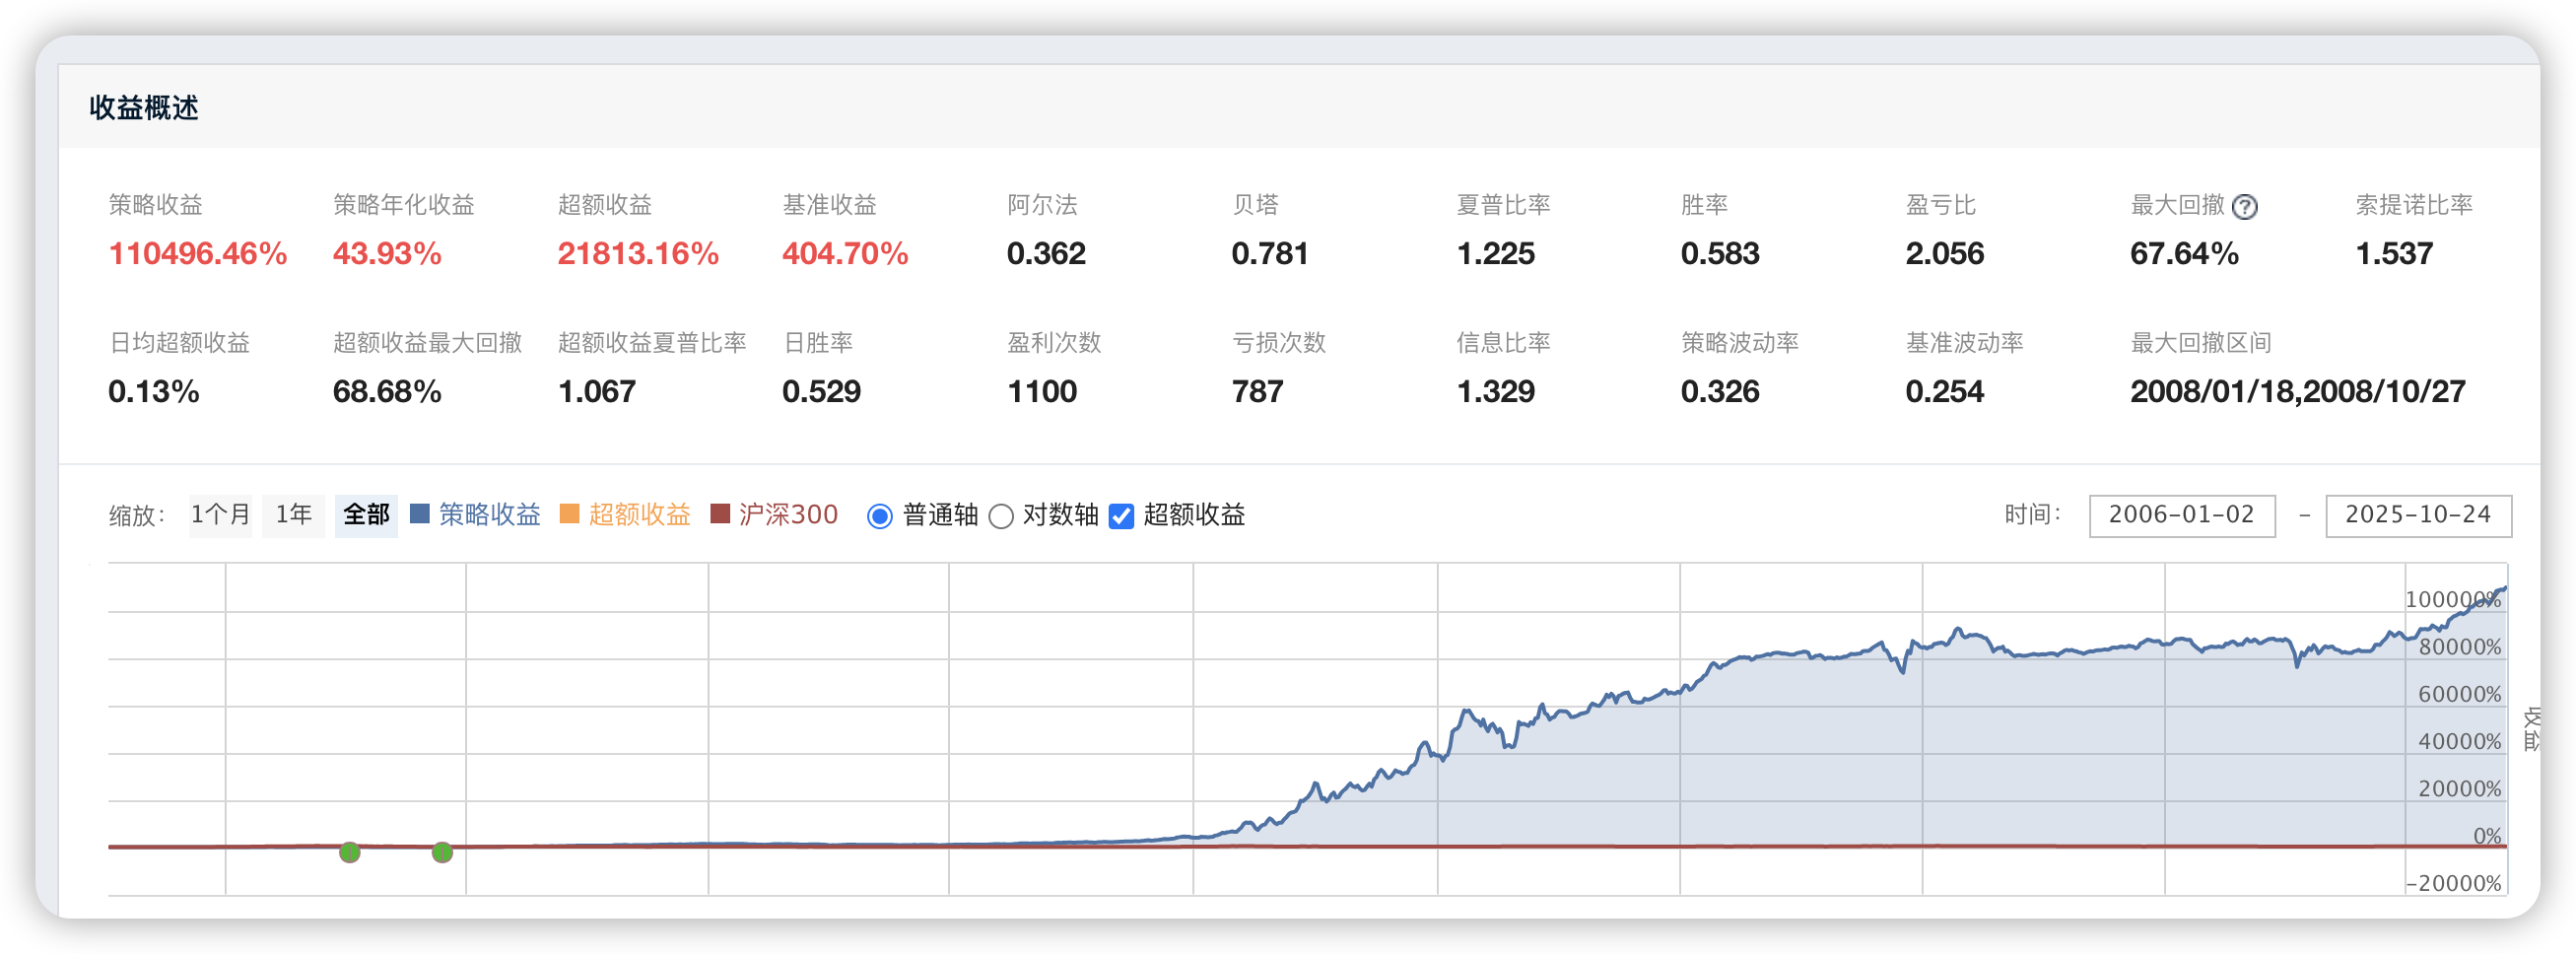 收益概述
策略收益 策略年化收益 超额收益 基准收益 阿尔法 贝塔 夏普比率 胜率 盈亏比 最大回撤 ? 索提诺比率
110496.46% 43.93% 21813.16% 404.70% 0.362 0.781 1.225 0.583 2.056 67.64% 1.537
日均超额收益 超额收益最大回撤 超额收益夏普比率 日胜率 盈利次数 亏损次数 信息比率 策略波动率 基准波动率 最大回撤区间
0.13% 68.68% 1.067 0.529 1100 787 1.329 0.326 0.254 2008/01/18,2008/10/27
缩放: 1个月 1年 全部 策略收益 超额收益 沪深300 普通轴 对数轴 超额收益 时间: 2006-01-02 - 2025-10-24
100000%
80000%
60000%
收益
40000%
20000%
0%
-20000%